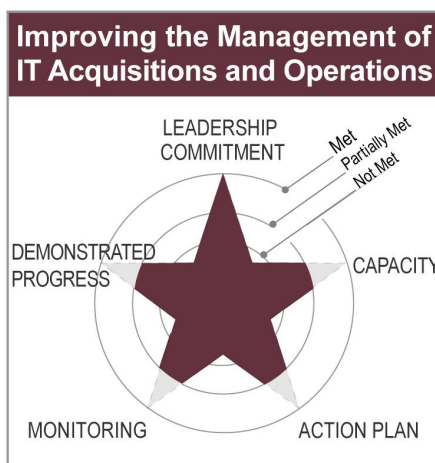 Improving the Management of
IT Acquisitions and Operations
LEADERSHIP
COMMITMENT
Met
Partially Met
Not Met
DEMONSTRATED
PROGRESS
CAPACITY
MONITORING
ACTION PLAN